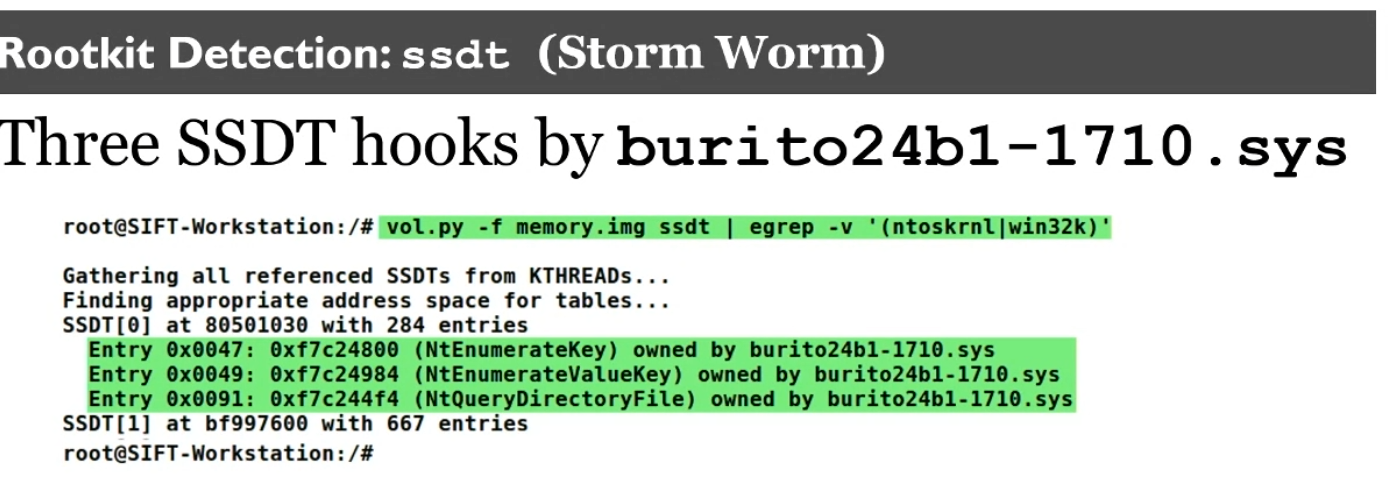 Rootkit Detection: ssdt (Storm Worm)
Three SSDT hooks by burito24b1-1710.sys
root@SIFT-Workstation:/# vol.py -f memory.img ssdt | egrep -v '(ntoskrnl|win32k)'
Gathering all referenced SSDTs from KTHREADs...
Finding appropriate address space for tables...
SSDT[0] at 80501030 with 284 entries
Entry 0x0047: 0xf7c24800 (NtEnumerateKey) owned by burito24b1-1710.sys
Entry 0x0049: 0xf7c24984 (NtEnumerateValueKey) owned by burito24b1-1710.sys
Entry 0x0091: 0xf7c244f4 (NtQueryDirectoryFile) owned by burito24b1-1710.sys
SSDT[1] at bf997600 with 667 entries
root@SIFT-Workstation:/#